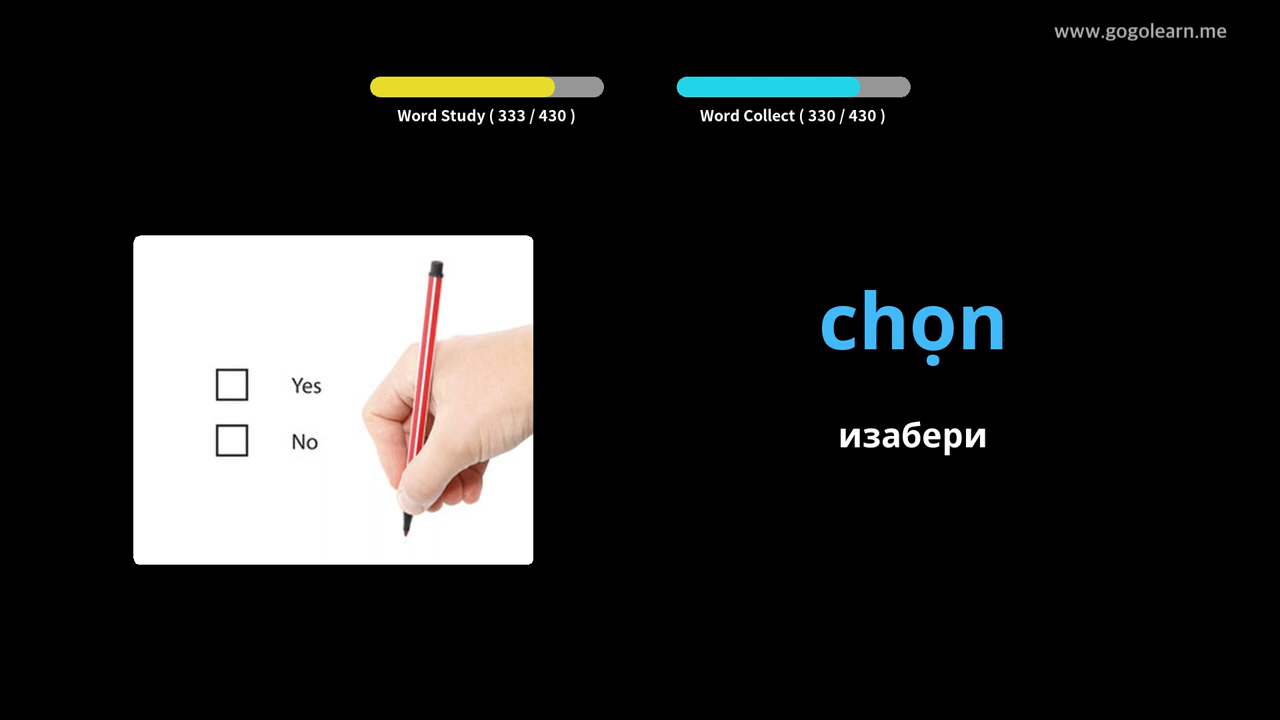 www.gogolearn.me
Word Study ( 333 / 430 )
Word Collect ( 330 / 430 )
Yes
No
chọn
изабери